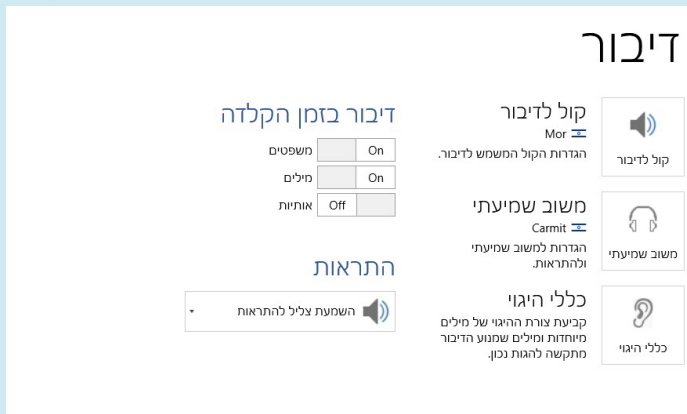 דיבור
קול לדיבור
קול לדיבור
Mor
הגדרות הקול המשמש לדיבור.
משוב שמיעתי
משוב שמיעתי
Carmit
הגדרות למשוב שמיעתי
ולהתראות.
כללי היגוי
כללי היגוי
קביעת צורת ההיגוי של מילים
מיוחדות ומילים שמנוע הדיבור
מתקשה להגות נכון.
דיבור בזמן הקלדה
On משפטים
On מילים
Off אותיות
התראות
השמעת צליל להתראות